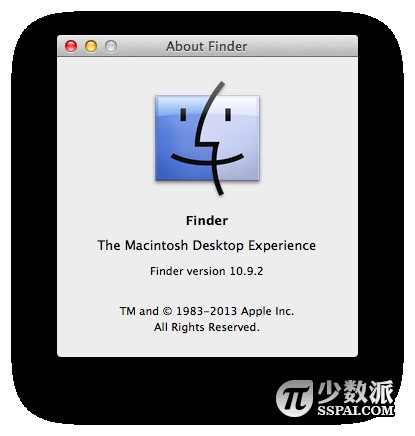 About Finder
Finder
The Macintosh Desktop Experience
Finder version 10.9.2
TM and © 1983-2013 Apple Inc.
All Rights Reserved.
π 少数派
SSPAI.COM